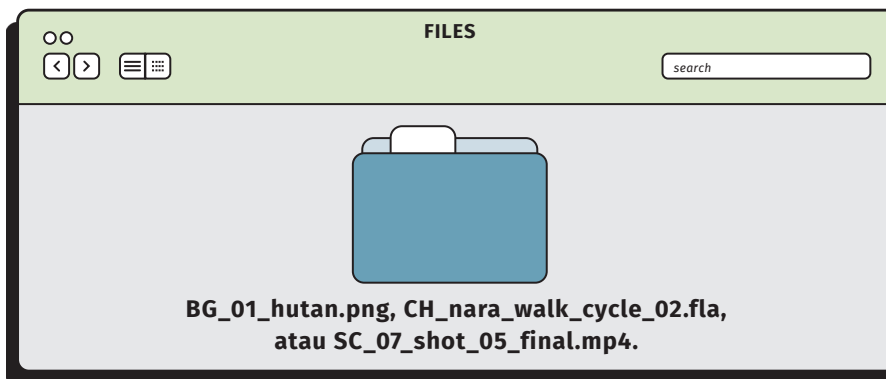 FILES
search
BG_01_hutan.png, CH_nara_walk_cycle_02.fla,
atau SC_07_shot_05_final.mp4.